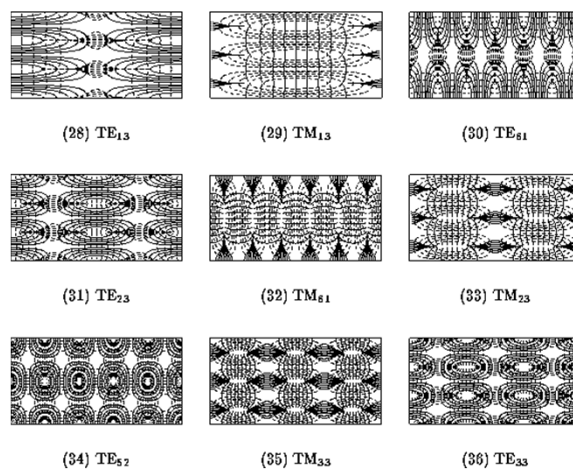 (28) TE₁₃
(29) TM₁₃
(30) TE₆₁
(31) TE₂₃
(32) TM₆₁
(33) TM₂₃
(34) TE₅₂
(35) TM₃₃
(36) TE₃₃